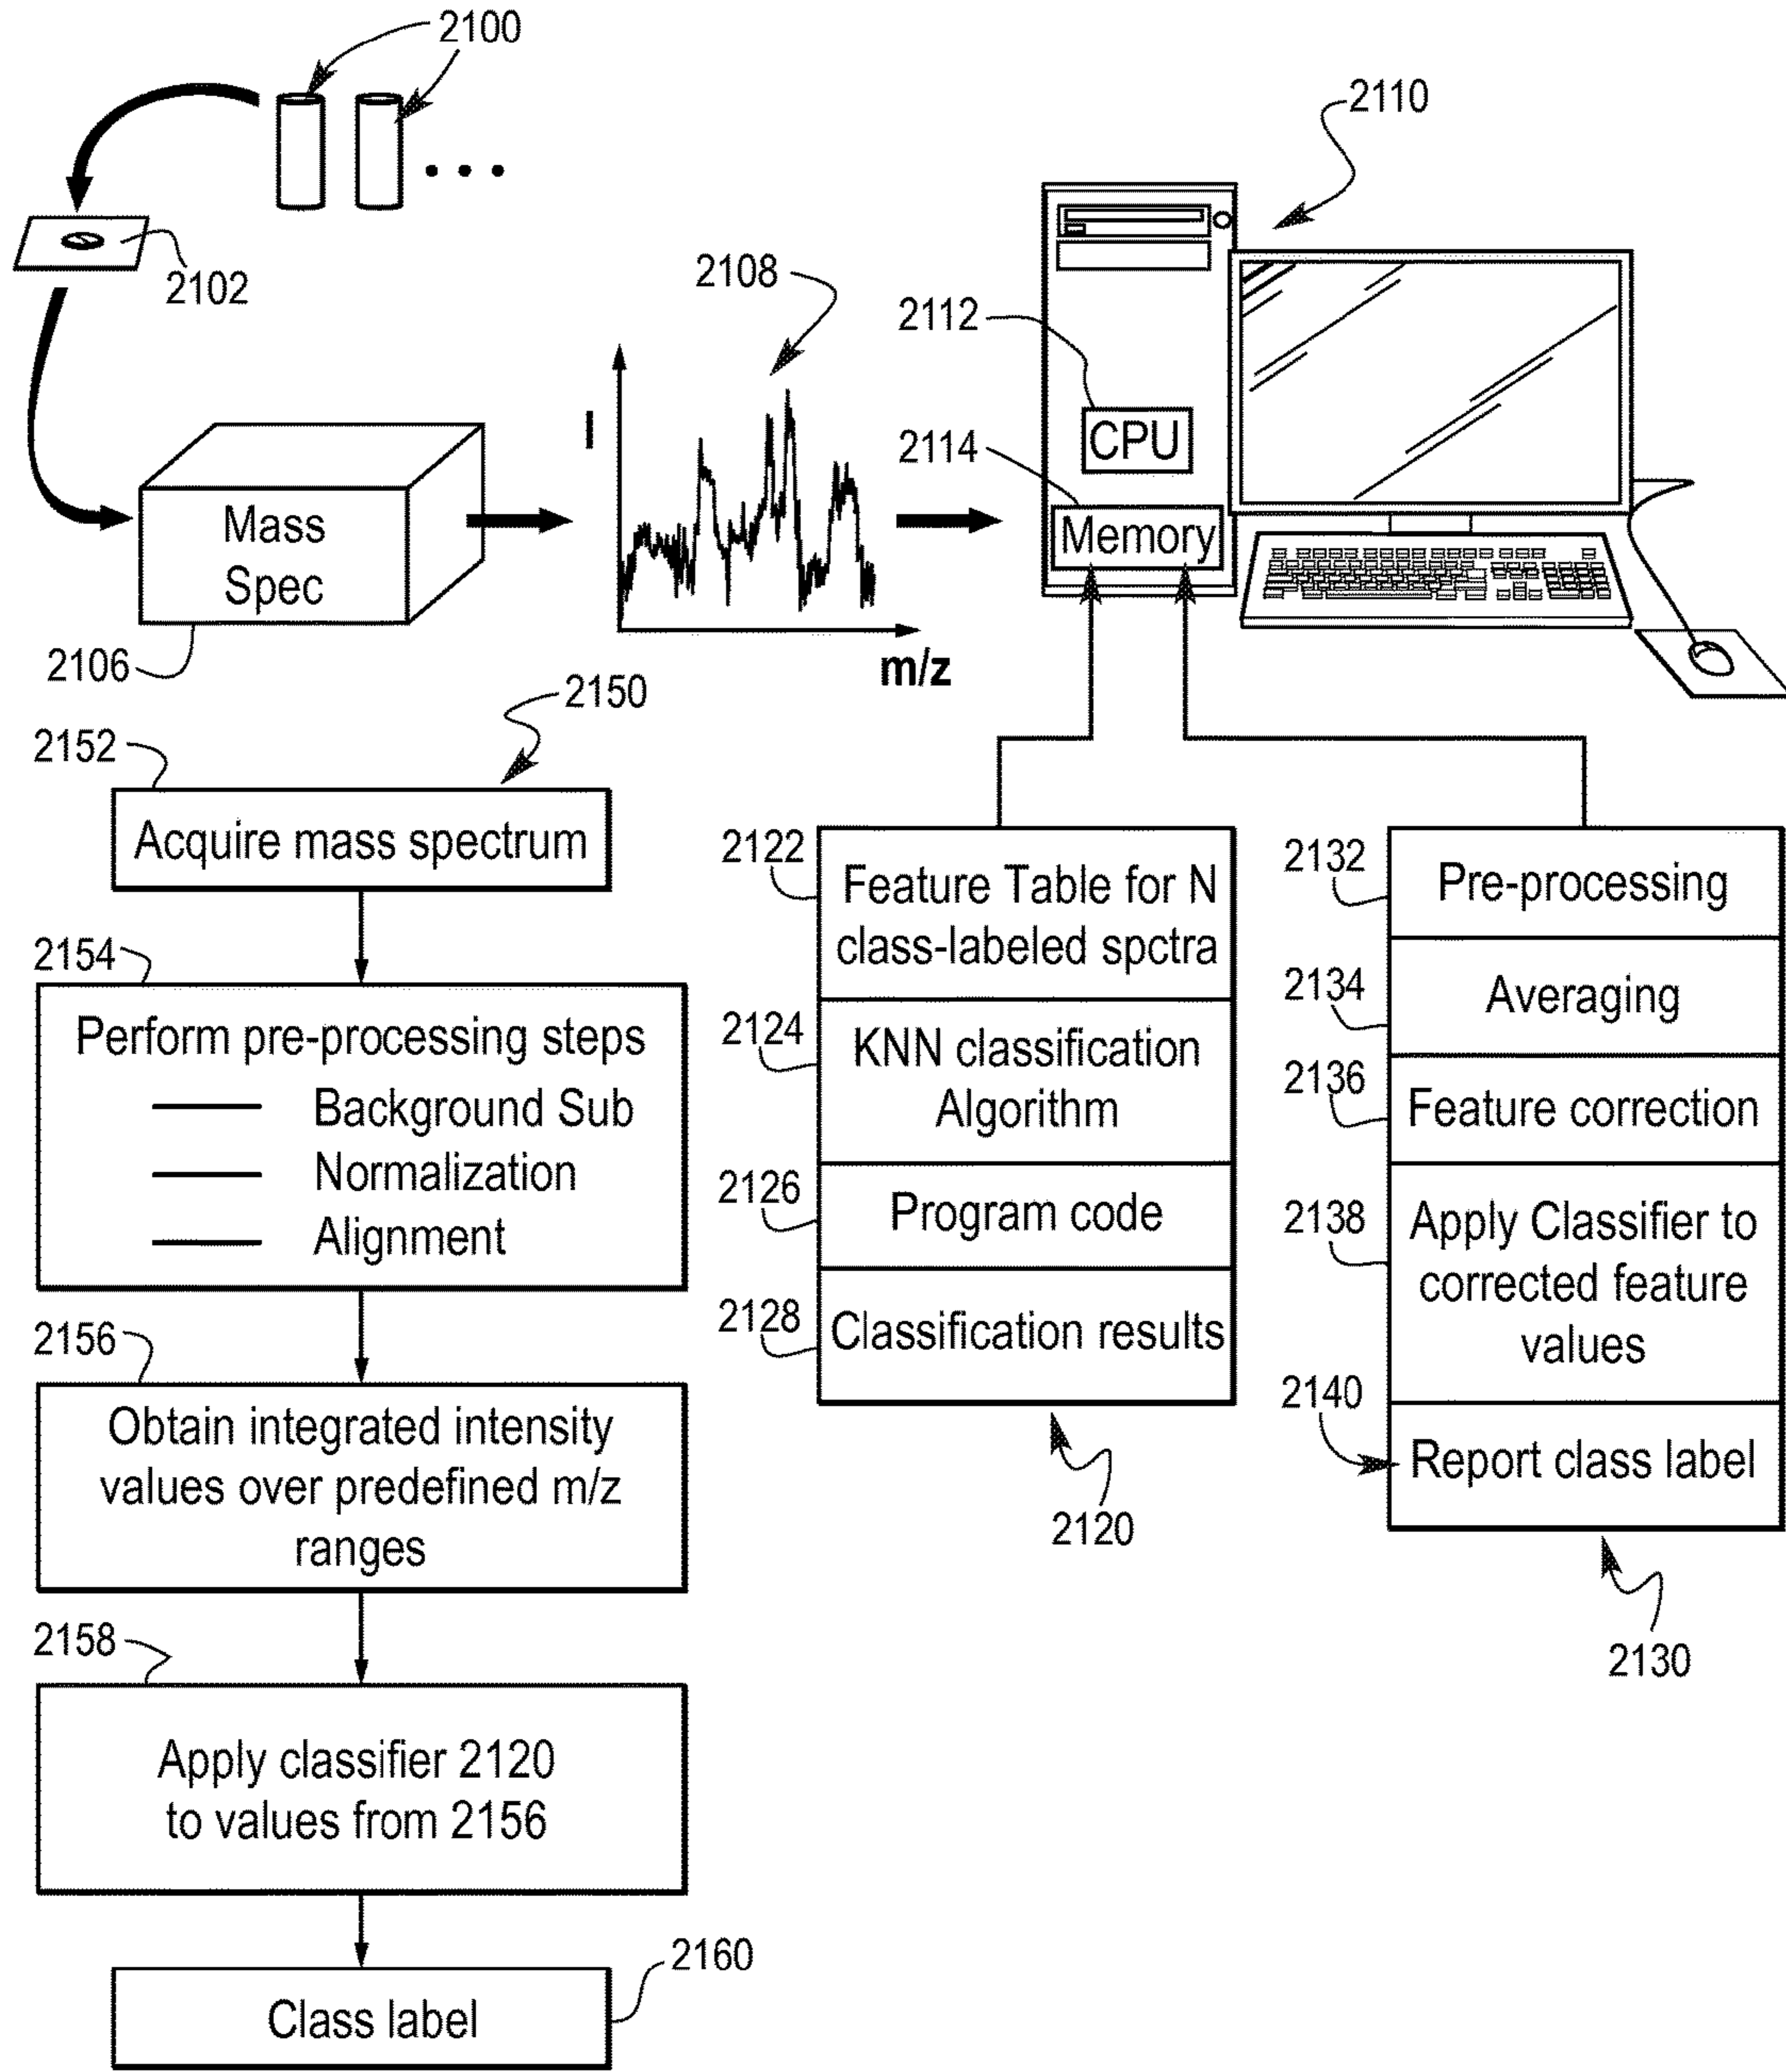 2100
2110
2102
2108
2112
CPU
2114
Memory
I
Mass
Spec
m/z
2106
2150
2152
Acquire mass spectrum
2154
Perform pre-processing steps
Background Sub
Normalization
Alignment
2156
Obtain integrated intensity
values over predefined m/z
ranges
2158
Apply classifier 2120
to values from 2156
2160
Class label
2122
Feature Table for N
class-labeled spctra
2124
KNN classification
Algorithm
2126
Program code
2128
Classification results
2120
2132
Pre-processing
2134
Averaging
2136
Feature correction
2138
Apply Classifier to
corrected feature
values
2140
Report class label
2130